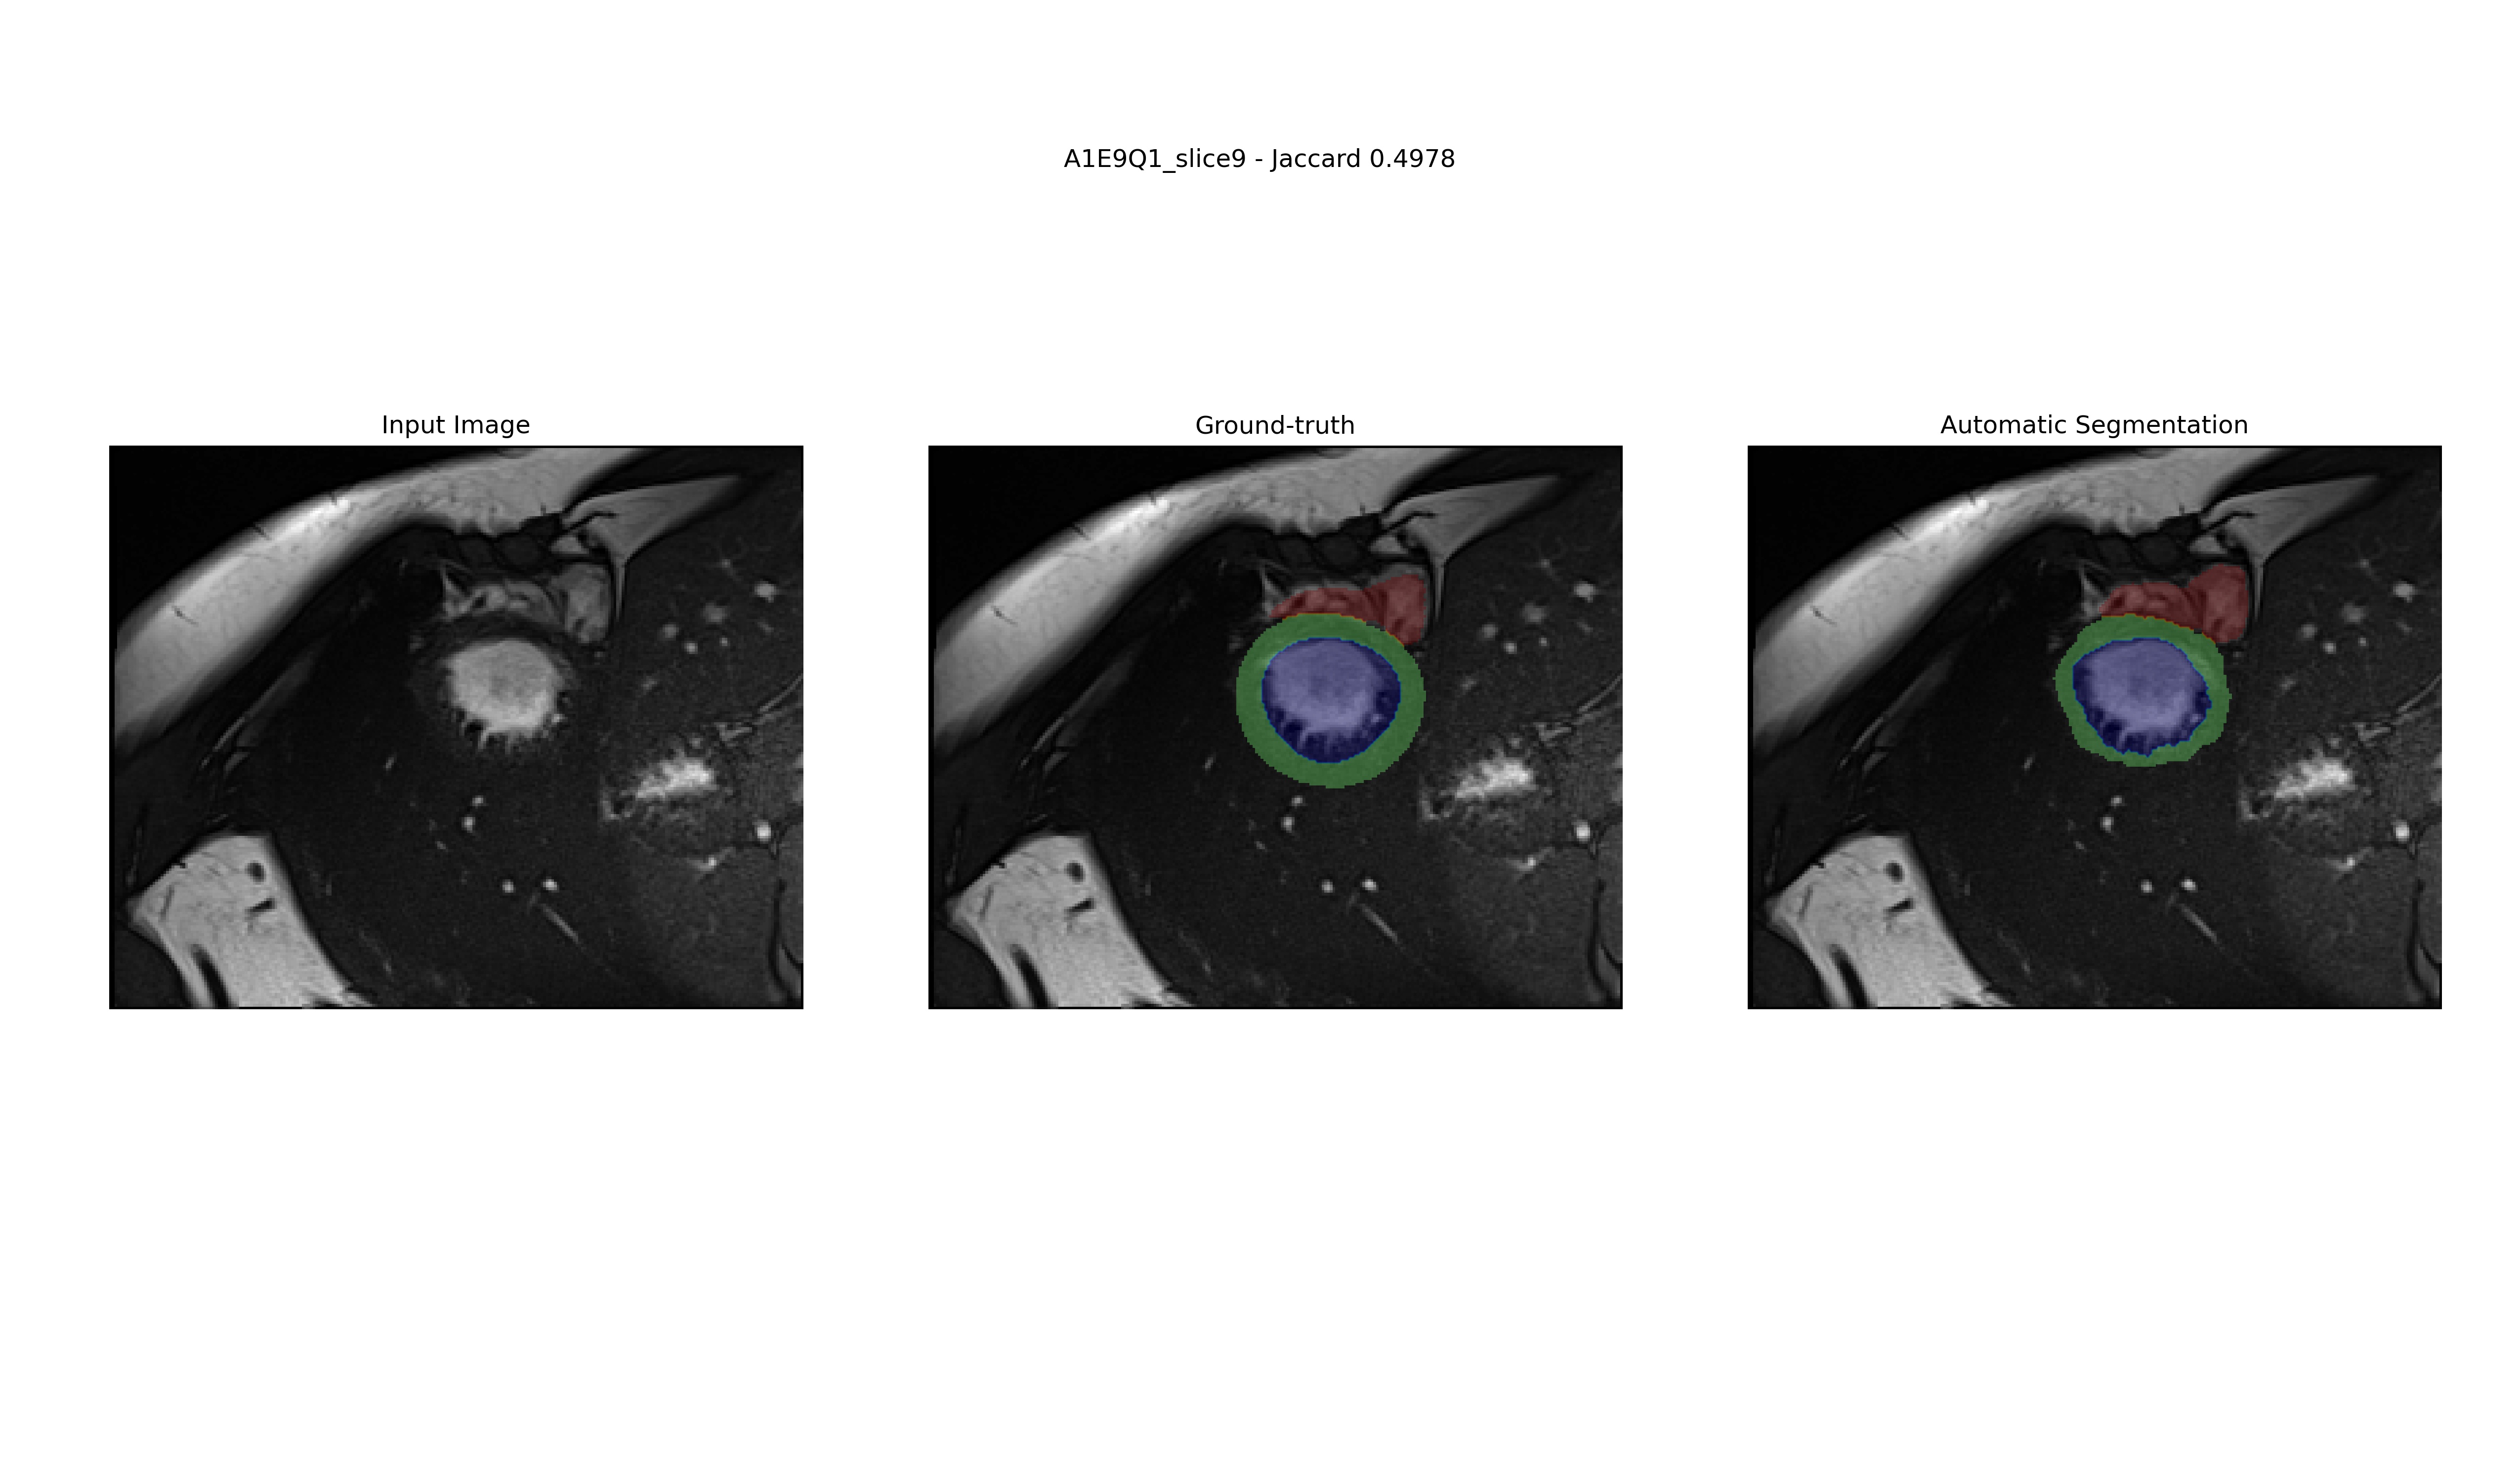 A1E9Q1_slice9 - Jaccard 0.4978
Input Image
Ground-truth
Automatic Segmentation